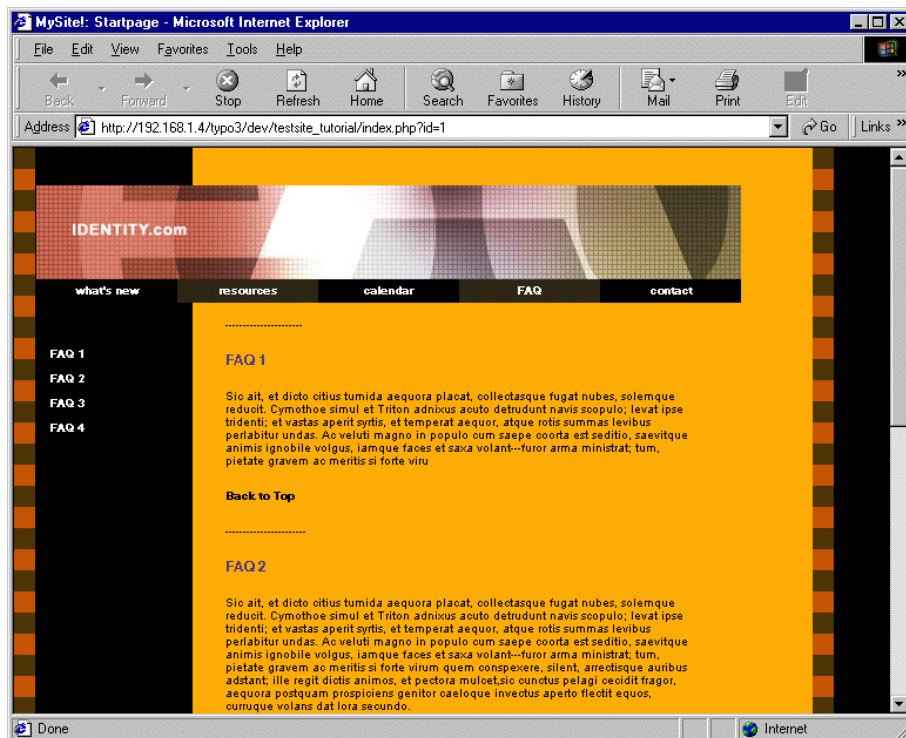 MySite!: Startpage - Microsoft Internet Explorer
File Edit View Favorites Tools Help
Back Forward Stop Refresh Home Search Favorites History Mail Print Edit
Address http://192.168.1.4/typo3/dev/testsite_tutorial/index.php?id=1 Go Links
IDENTITY.com
what's new resources calendar FAQ contact
----------------------
FAQ 1
FAQ 2
FAQ 3
FAQ 4
FAQ 1
Sic ait, et dicto citius tumida aequora placat, collectasque fugat nubes, solemque
reducit. Cymothoe simul et Triton adnixus acuto detrudunt navis scopulo; levat ipse
tridenti; et vastas aperit syrtis, et temperat aequor, atque rotis summas levibus
perlabitur undas. Ac veluti magno in populo cum saepe coorta est seditio, saevitque
animis ignobile volgus, iamque faces et saxa volant---furor arma ministrat; tum,
pietate gravem ac meritis si forte viru
Back to Top
-----------------------
FAQ 2
Sic ait, et dicto citius tumida aequora placat, collectasque fugat nubes, solemque
reducit. Cymothoe simul et Triton adnixus acuto detrudunt navis scopulo; levat ipse
tridenti; et vastas aperit syrtis, et temperat aequor, atque rotis summas levibus
perlabitur undas. Ac veluti magno in populo cum saepe coorta est seditio, saevitque
animis ignobile volgus, iamque faces et saxa volant---furor arma ministrat; tum,
pietate gravem ac meritis si forte virum quem conspexere, silent, arrectisque auribus
adstant; ille regit dictis animos, et pectora mulcet,sic cunctus pelagi cecidit fragor,
aequora postquam prospiciens genitor caeloque invectus aperto flectit equos,
curruque volans dat lora secundo.
Done Internet